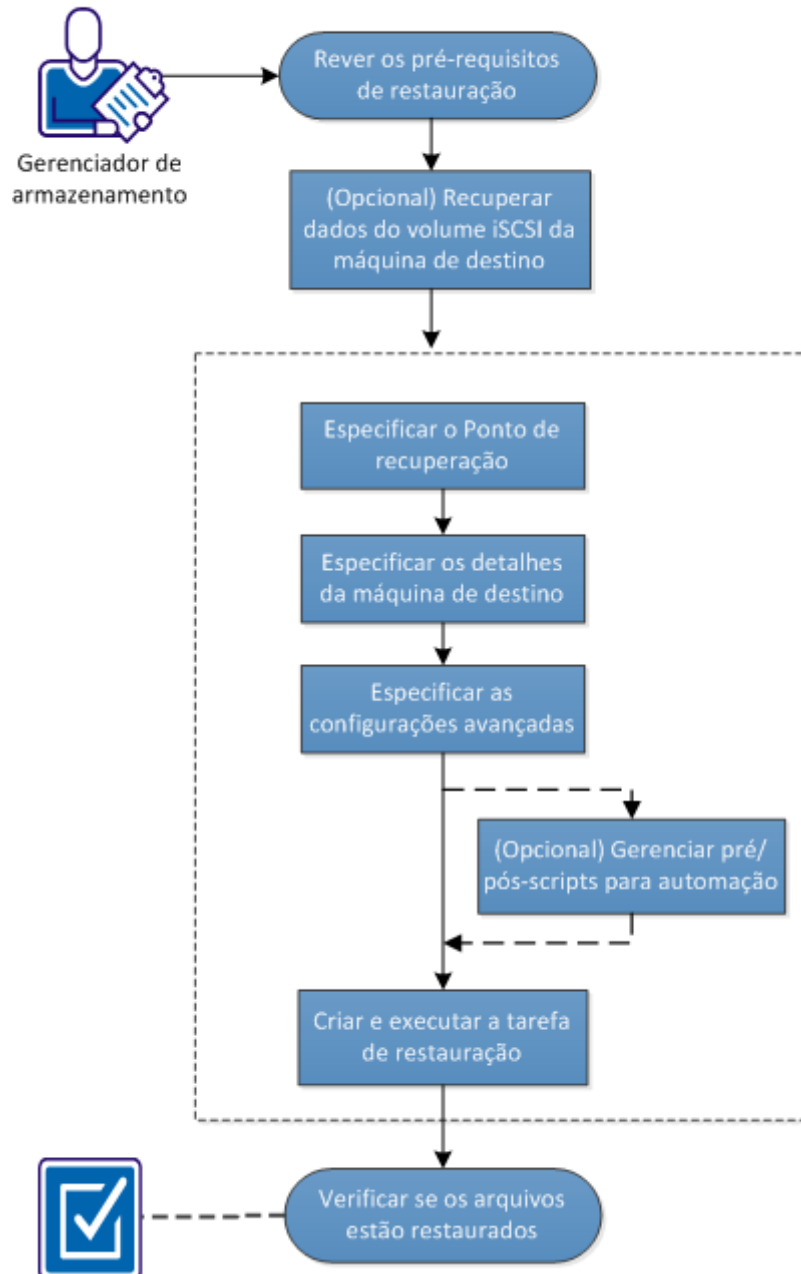 Rever os pré-requisitos
de restauração
Gerenciador de
armazenamento
(Opcional) Recuperar
dados do volume iSCSI da
máquina de destino
Especificar o Ponto de
recuperação
Especificar os detalhes
da máquina de destino
Especificar as
configurações avançadas
(Opcional) Gerenciar pré/
pós-scripts para automação
Criar e executar a tarefa
de restauração
Verificar se os arquivos
estão restaurados